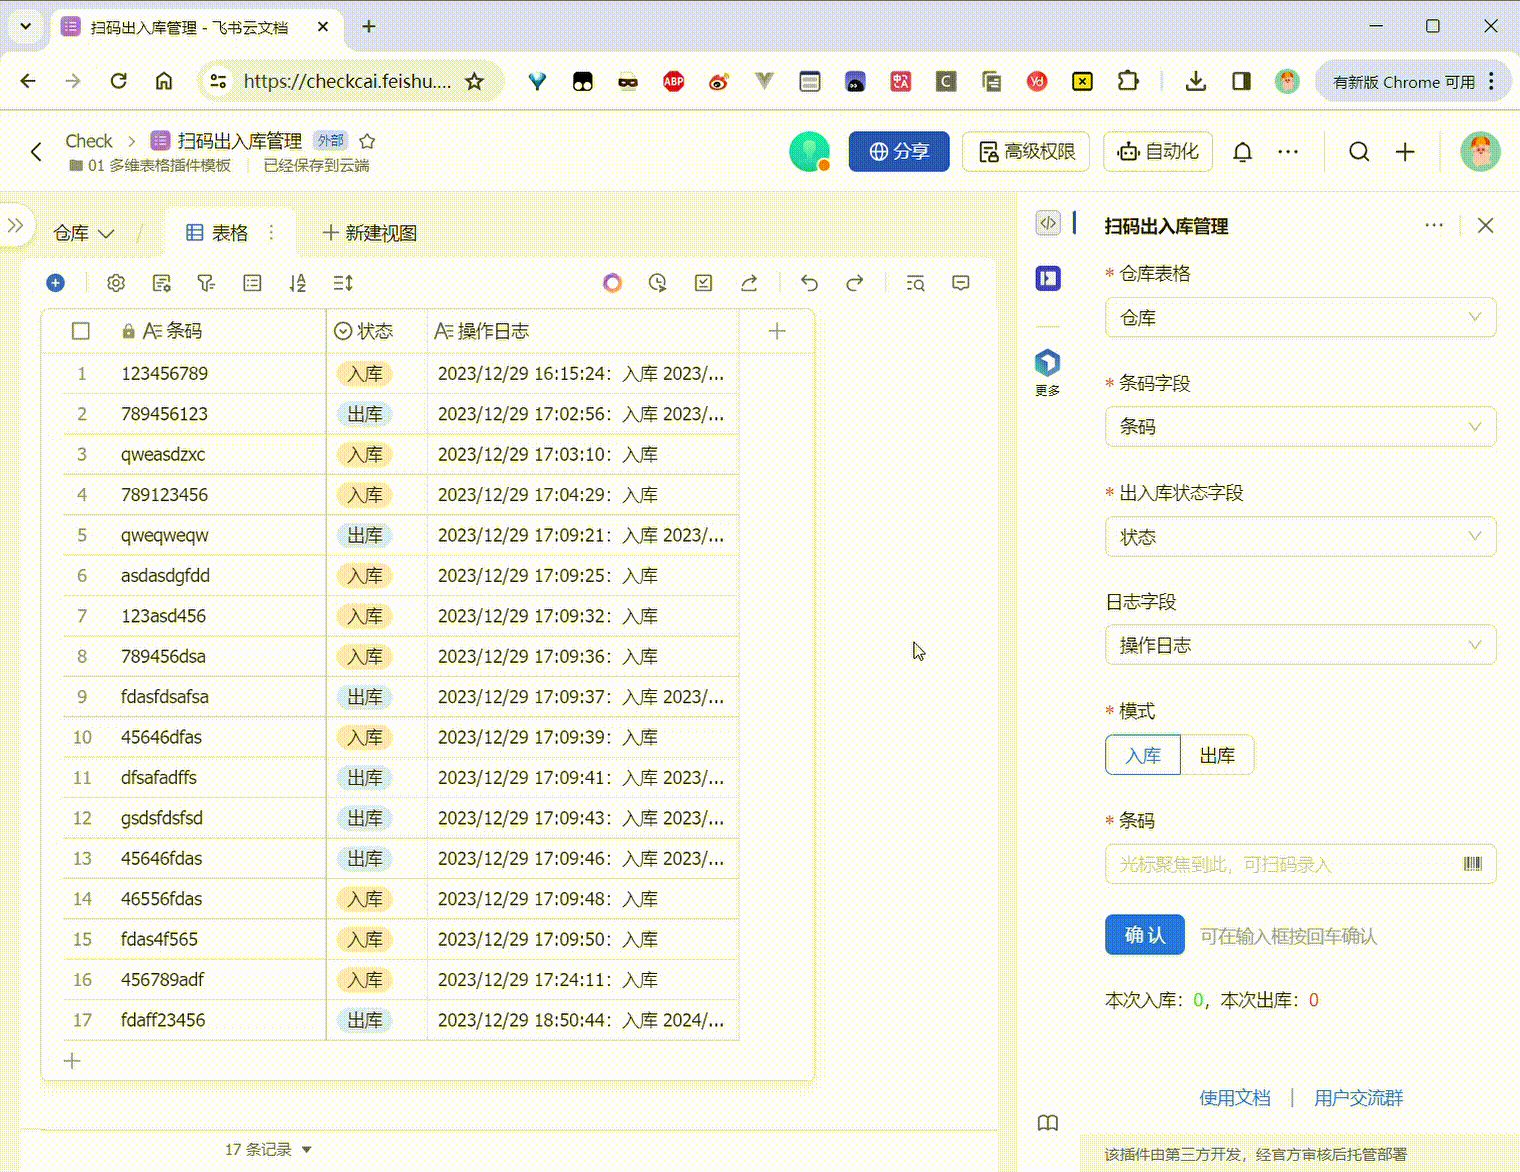 扫码出入库管理 - 飞书云文档
https://checkcai.feishu....
ABP
C
yd
有新版 Chrome 可用
Check
扫码出入库管理
外部
01 多维表格插件模板
已经保存到云端
分享
高级权限
自动化
仓库
表格
新建视图
条码 状态 操作日志
1 123456789 入库 2023/12/29 16:15:24：入库 2023/...
2 789456123 出库 2023/12/29 17:02:56：入库 2023/...
3 qweasdzxc 入库 2023/12/29 17:03:10：入库
4 789123456 入库 2023/12/29 17:04:29：入库
5 qweqweqw 出库 2023/12/29 17:09:21：入库 2023/...
6 asdasdgfdd 入库 2023/12/29 17:09:25：入库
7 123asd456 入库 2023/12/29 17:09:32：入库
8 789456dsa 入库 2023/12/29 17:09:36：入库
9 fdasfdsafsa 出库 2023/12/29 17:09:37：入库 2023/...
10 45646dfas 入库 2023/12/29 17:09:39：入库
11 dfsafadffs 出库 2023/12/29 17:09:41：入库 2023/...
12 gsdsfdsfsd 出库 2023/12/29 17:09:43：入库 2023/...
13 45646fdas 出库 2023/12/29 17:09:46：入库 2023/...
14 46556fdas 入库 2023/12/29 17:09:48：入库
15 fdas4f565 入库 2023/12/29 17:09:50：入库
16 456789adf 入库 2023/12/29 17:24:11：入库
17 fdaff23456 出库 2023/12/29 18:50:44：入库 2024/...
17 条记录
更多
扫码出入库管理
* 仓库表格
仓库
* 条码字段
条码
* 出入库状态字段
状态
日志字段
操作日志
* 模式
入库 出库
* 条码
光标聚焦到此，可扫码录入
确认 可在输入框按回车确认
本次入库：0，本次出库：0
使用文档 | 用户交流群
该插件由第三方开发，经官方审核后托管部署